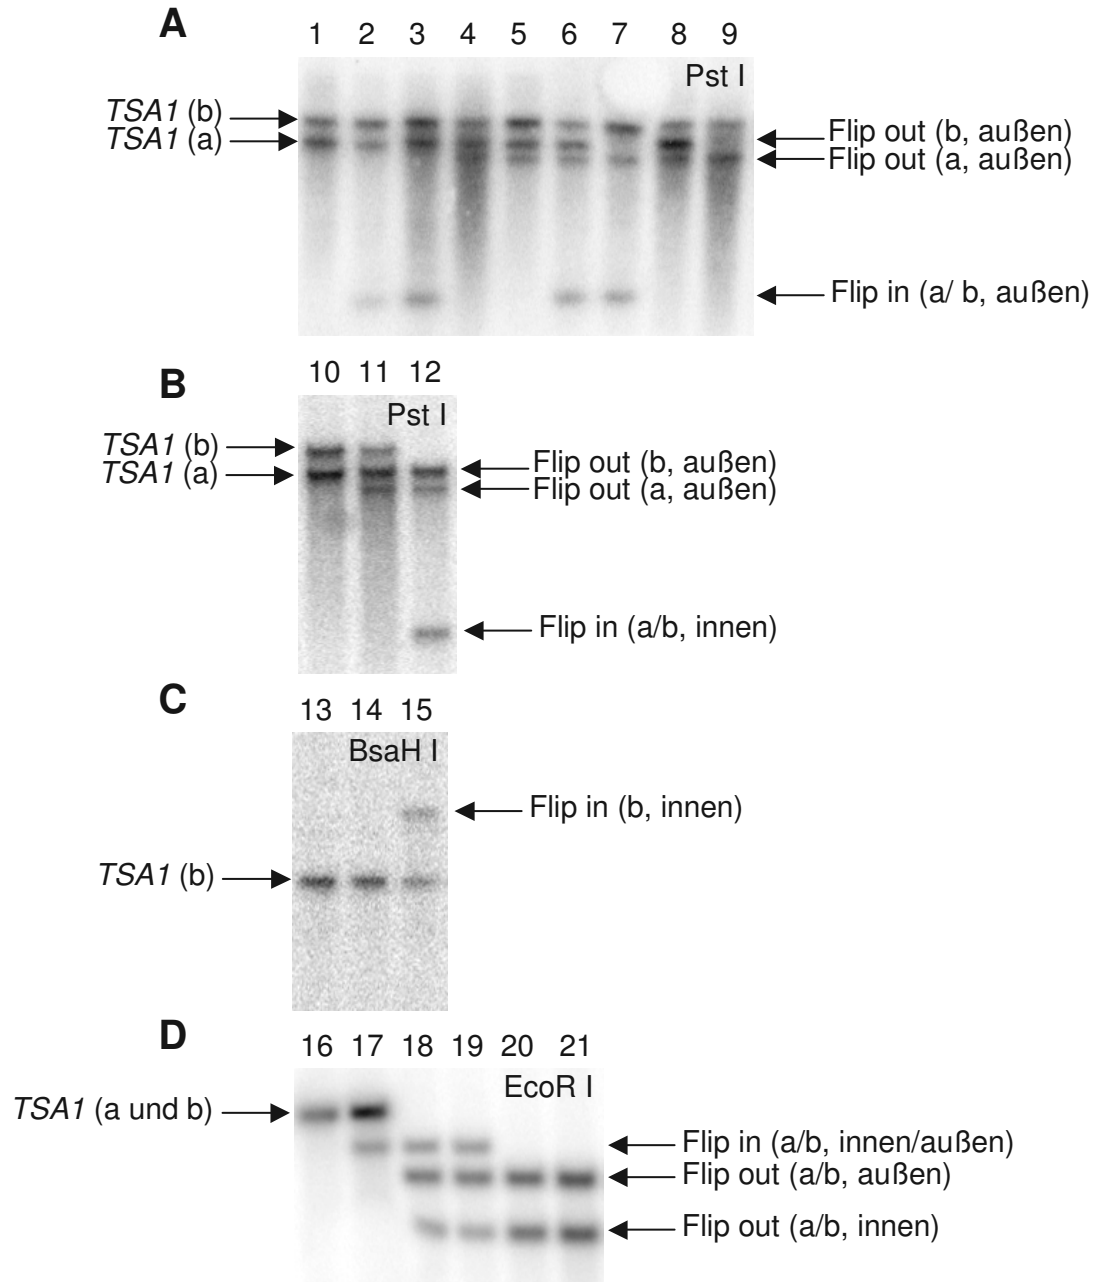 A
1 2 3 4 5 6 7 8 9
Pst I
TSA1 (b)
TSA1 (a)
Flip out (b, außen)
Flip out (a, außen)
Flip in (a/ b, außen)
B
10 11 12
Pst I
TSA1 (b)
TSA1 (a)
Flip out (b, außen)
Flip out (a, außen)
Flip in (a/b, innen)
C
13 14 15
BsaH I
Flip in (b, innen)
TSA1 (b)
D
16 17 18 19 20 21
EcoR I
TSA1 (a und b)
Flip in (a/b, innen/außen)
Flip out (a/b, außen)
Flip out (a/b, innen)